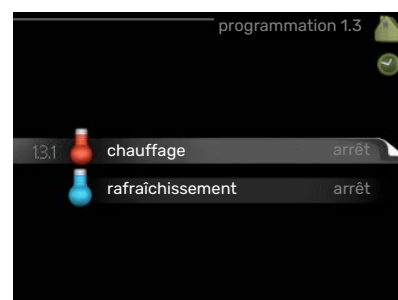 programmation 1.3
1.3.1 chauffage arrêt
rafraîchissement arrêt